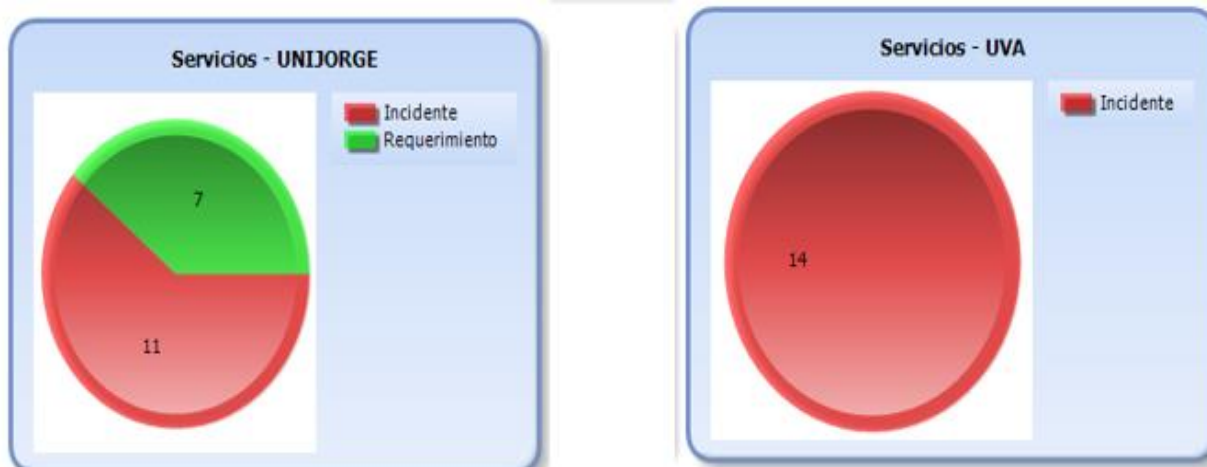 Servicios - UNIJORGE
Incidente
Requerimiento
7
11
Servicios - UVA
Incidente
14